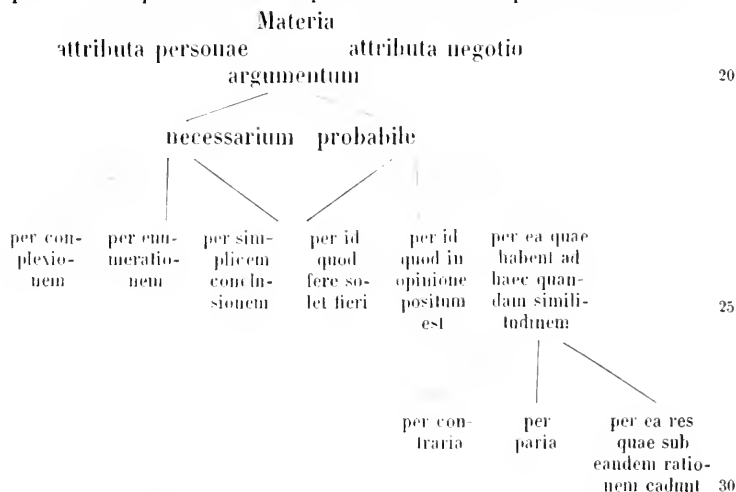 Materia
attributa personae attributa negotio
argumentum 20
necessarium probabile
per con-
plexio-
nem
per enu-
meratio-
nem
per sim-
plicem
conclu-
sionem
per id
quod
fere so-
let fieri
per id
quod in
opinione
positum
est
per ea quae
habent ad
haec quan-
dam simili-
tudinem
25
per con-
traria
per
paria
per ea res
quae sub
eandem ratio-
nem cadunt 30